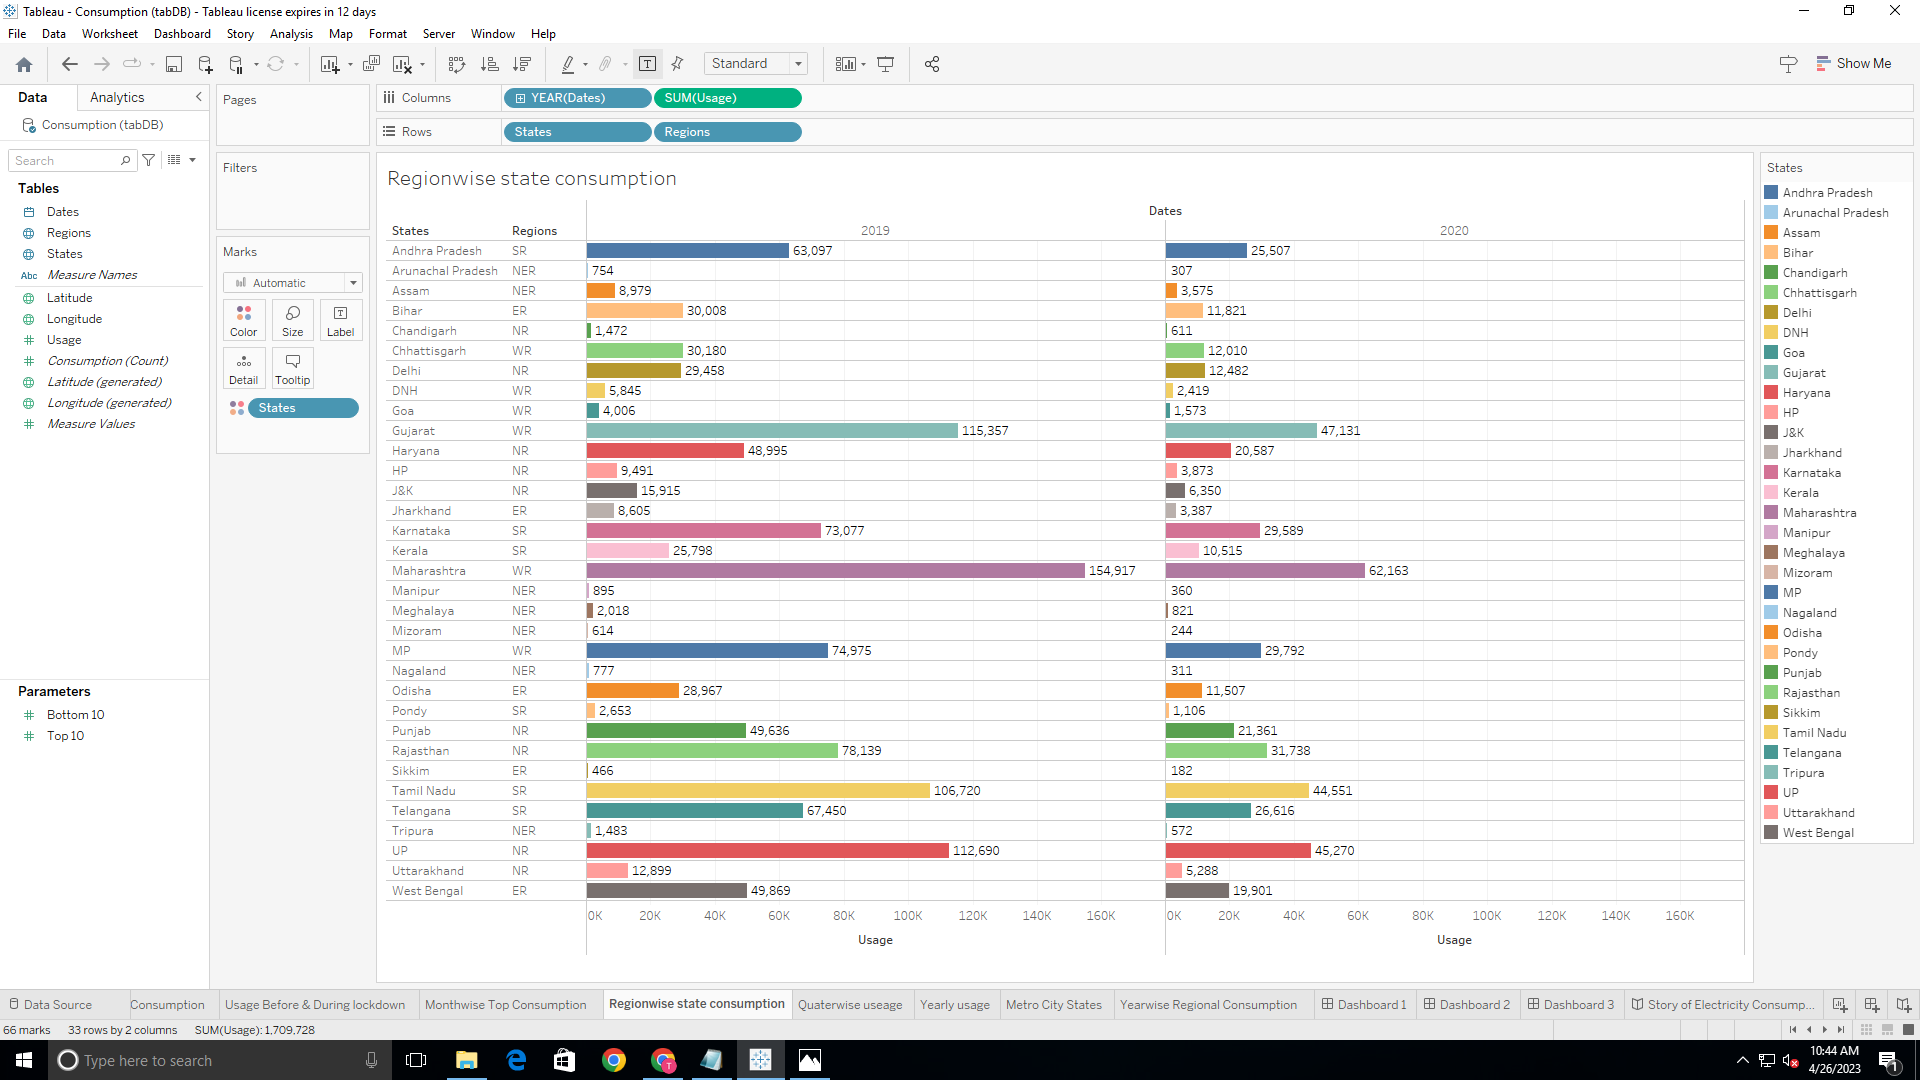 Tableau - Consumption (tabDB) - Tableau license expires in 12 days
File Data Worksheet Dashboard Story Analysis Map Format Server Window Help
Standard Show Me
Data Analytics Pages Columns YEAR(Dates) SUM(Usage)
Consumption (tabDB) Rows States Regions
Search
Tables
Dates
Regions
States
Abc Measure Names
Latitude
Longitude
Usage
Consumption (Count)
Latitude (generated)
Longitude (generated)
Measure Values
Parameters
Bottom 10
Top 10
Filters
Marks
Automatic
Color Size Label
Detail Tooltip
States
Regionwise state consumption
Dates
States Regions 2019 2020
Andhra Pradesh SR 63,097 25,507
Arunachal Pradesh NER 754 307
Assam NER 8,979 3,575
Bihar ER 30,008 11,821
Chandigarh NR 1,472 611
Chhattisgarh WR 30,180 12,010
Delhi NR 29,458 12,482
DNH WR 5,845 2,419
Goa WR 4,006 1,573
Gujarat WR 115,357 47,131
Haryana NR 48,995 20,587
HP NR 9,491 3,873
J&K NR 15,915 6,350
Jharkhand ER 8,605 3,387
Karnataka SR 73,077 29,589
Kerala SR 25,798 10,515
Maharashtra WR 154,917 62,163
Manipur NER 895 360
Meghalaya NER 2,018 821
Mizoram NER 614 244
MP WR 74,975 29,792
Nagaland NER 777 311
Odisha ER 28,967 11,507
Pondy SR 2,653 1,106
Punjab NR 49,636 21,361
Rajasthan NR 78,139 31,738
Sikkim ER 466 182
Tamil Nadu SR 106,720 44,551
Telangana SR 67,450 26,616
Tripura NER 1,483 572
UP NR 112,690 45,270
Uttarakhand NR 12,899 5,288
West Bengal ER 49,869 19,901
0K 20K 40K 60K 80K 100K 120K 140K 160K 0K 20K 40K 60K 80K 100K 120K 140K 160K
Usage Usage
States
Andhra Pradesh
Arunachal Pradesh
Assam
Bihar
Chandigarh
Chhattisgarh
Delhi
DNH
Goa
Gujarat
Haryana
HP
J&K
Jharkhand
Karnataka
Kerala
Maharashtra
Manipur
Meghalaya
Mizoram
MP
Nagaland
Odisha
Pondy
Punjab
Rajasthan
Sikkim
Tamil Nadu
Telangana
Tripura
UP
Uttarakhand
West Bengal
Data Source Consumption Usage Before & During lockdown Monthwise Top Consumption Regionwise state consumption Quaterwise useage Yearly usage Metro City States Yearwise Regional Consumption Dashboard 1 Dashboard 2 Dashboard 3 Story of Electricity Consump...
66 marks 33 rows by 2 columns SUM(Usage): 1,709,728
Type here to search T 10:44 AM
4/26/2023 1